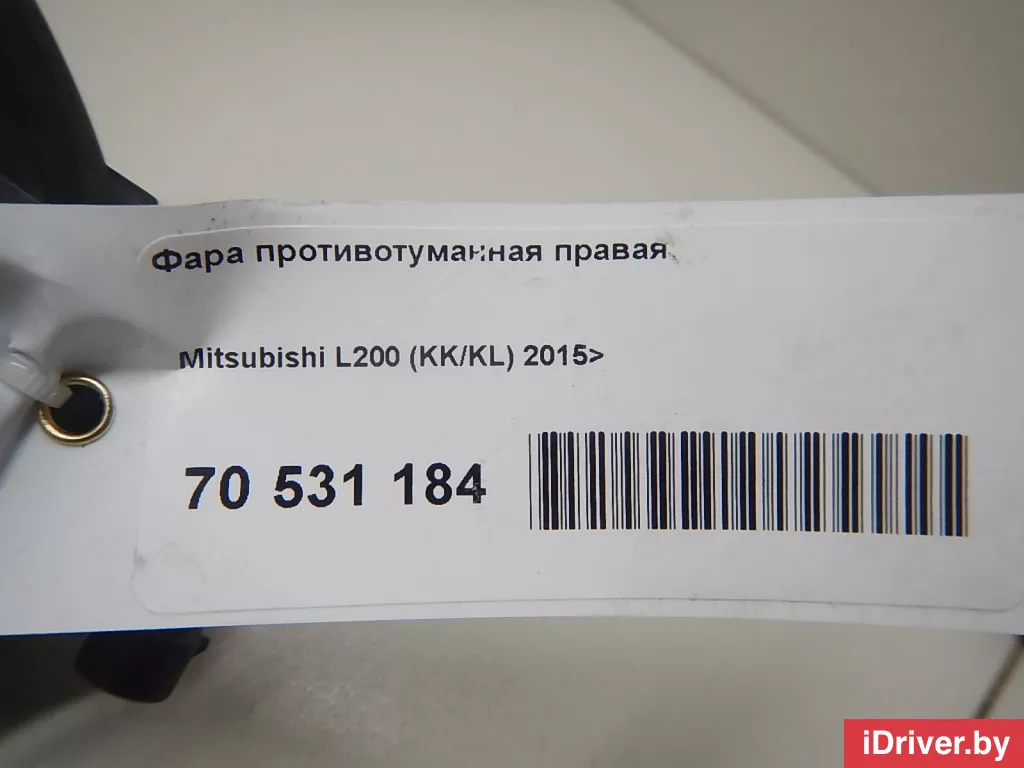 Фара противотуманная правая
Mitsubishi L200 (KK/KL) 2015>
70 531 184
iDriver.by